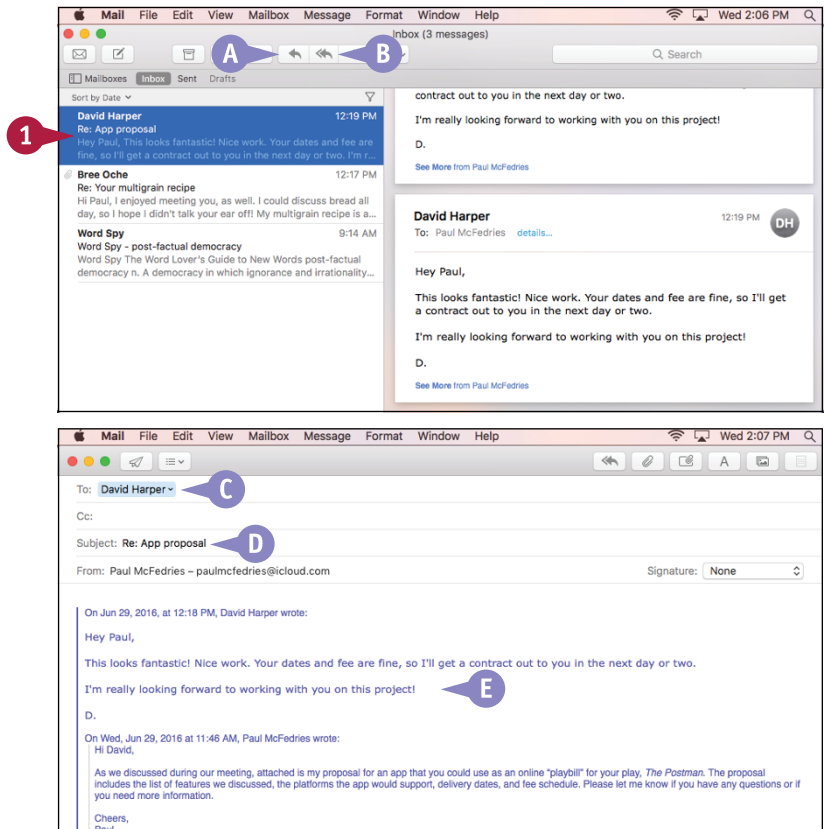 Mail File Edit View Mailbox Message Format Window Help Wed 2:06 PM
Inbox (3 messages)
A B
Search
Mailboxes Inbox Sent Drafts
Sort by Date
1
David Harper 12:19 PM
Re: App proposal
Hey Paul, This looks fantastic! Nice work. Your dates and fee are
fine, so I'll get a contract out to you in the next day or two. I'm r...
Bree Oche 12:17 PM
Re: Your multigrain recipe
Hi Paul, I enjoyed meeting you, as well. I could discuss bread all
day, so I hope I didn't talk your ear off! My multigrain recipe is a...
Word Spy 9:14 AM
Word Spy - post-factual democracy
Word Spy The Word Lover's Guide to New Words post-factual
democracy n. A democracy in which ignorance and irrationality...
contract out to you in the next day or two.
I'm really looking forward to working with you on this project!
D.
See More from Paul McFedries
David Harper 12:19 PM DH
To: Paul McFedries details...
Hey Paul,
This looks fantastic! Nice work. Your dates and fee are fine, so I'll get
a contract out to you in the next day or two.
I'm really looking forward to working with you on this project!
D.
See More from Paul McFedries
Mail File Edit View Mailbox Message Format Window Help Wed 2:07 PM
A
To: David Harper C
Cc:
Subject: Re: App proposal D
From: Paul McFedries – paulmcfedries@icloud.com Signature: None
On Jun 29, 2016, at 12:18 PM, David Harper wrote:
Hey Paul,
This looks fantastic! Nice work. Your dates and fee are fine, so I'll get a contract out to you in the next day or two.
I'm really looking forward to working with you on this project! E
D.
On Wed, Jun 29, 2016 at 11:46 AM, Paul McFedries wrote:
Hi David,
As we discussed during our meeting, attached is my proposal for an app that you could use as an online “playbill” for your play, The Postman. The proposal
includes the list of features we discussed, the platforms the app would support, delivery dates, and fee schedule. Please let me know if you have any questions or if
you need more information.
Cheers,
Paul